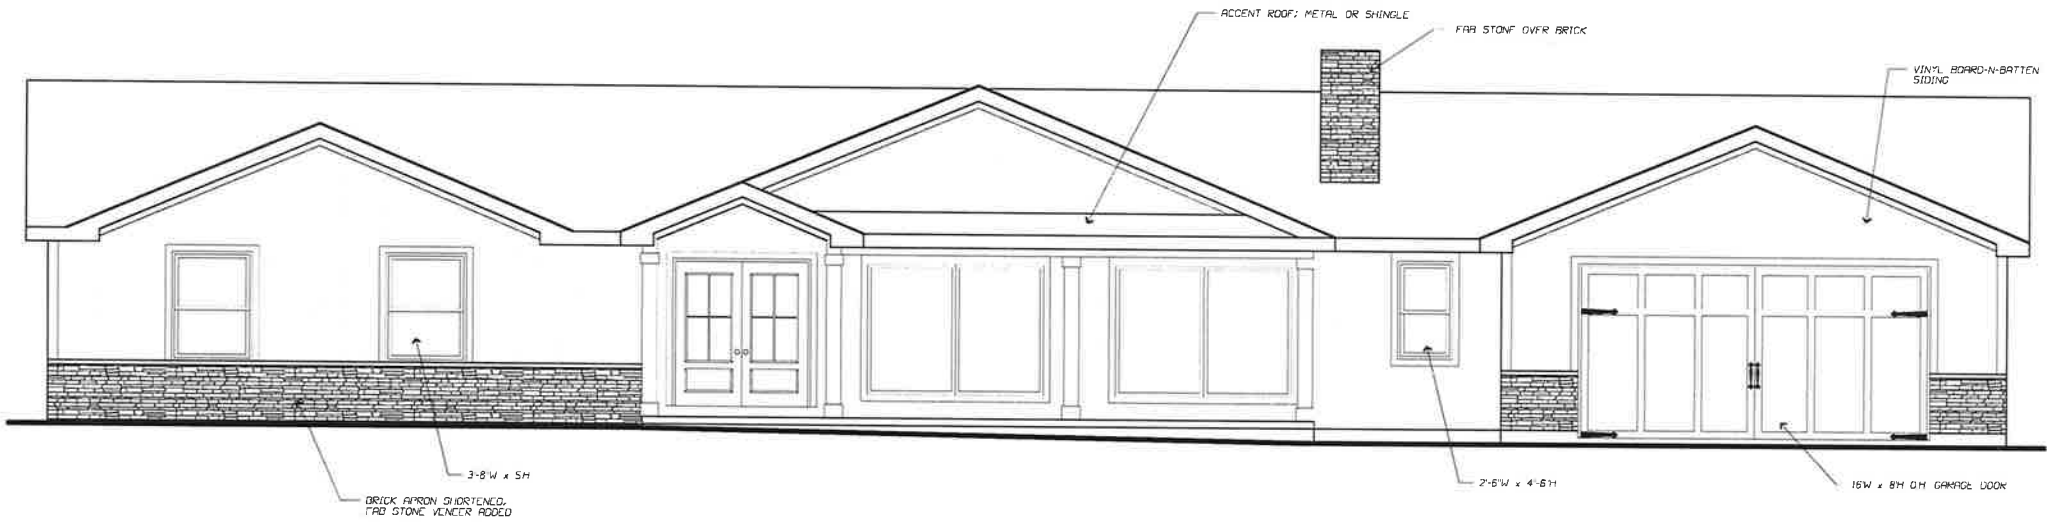 ACCENT ROOF; METAL OR SHINGLE
FAB STONE OVER BRICK
VINYL BOARD-N-BATTEN
SIDING
3'-8"W x 5'H
2'-6"W x 4'-6"H
16'W x 8'H O.H. GARAGE DOOR
BRICK APRON SHORTENED,
FAB STONE VENEER ADDED